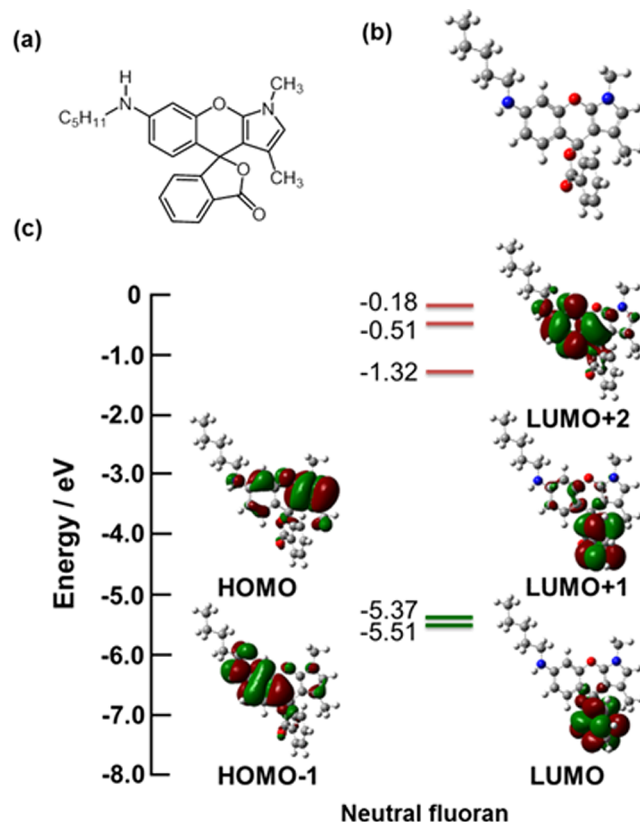 (a)
H
N
C5H11
O
CH3
N
CH3
O
O
(b)
(c)
Energy / eV
0
-1.0
-2.0
-3.0
-4.0
-5.0
-6.0
-7.0
-8.0
-0.18
-0.51
-1.32
-5.37
-5.51
LUMO+2
HOMO
LUMO+1
HOMO-1
LUMO
Neutral fluoran